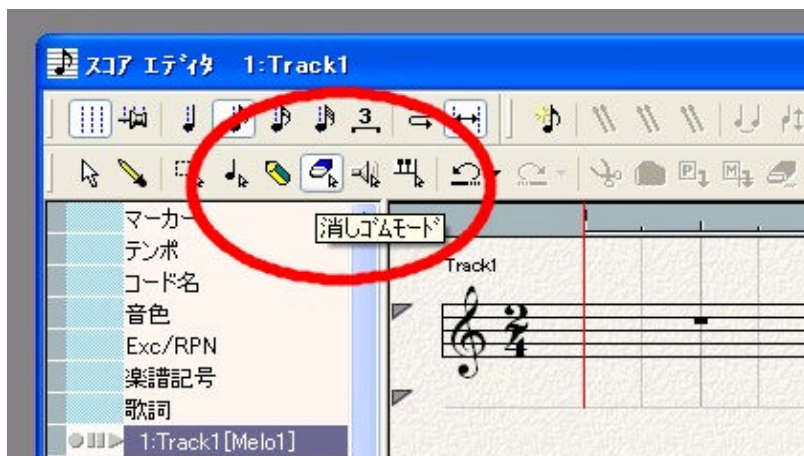 スコア エディタ 1:Track1
3
消しゴムモード
マーカー
テンポ
コード名
音色
Exc/RPN
楽譜記号
歌詞
1:Track1[Melo1]
Track1
2
4